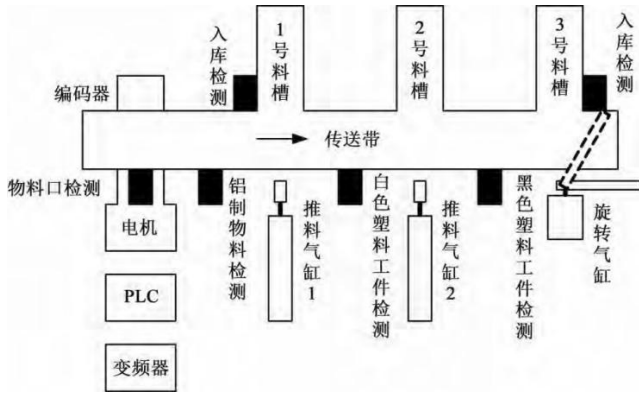 入库检测
1号料槽
2号料槽
3号料槽
入库检测
编码器
传送带
物料口检测
电机
铝制物料检测
推料气缸1
白色塑料工件检测
推料气缸2
黑色塑料工件检测
旋转气缸
PLC
变频器